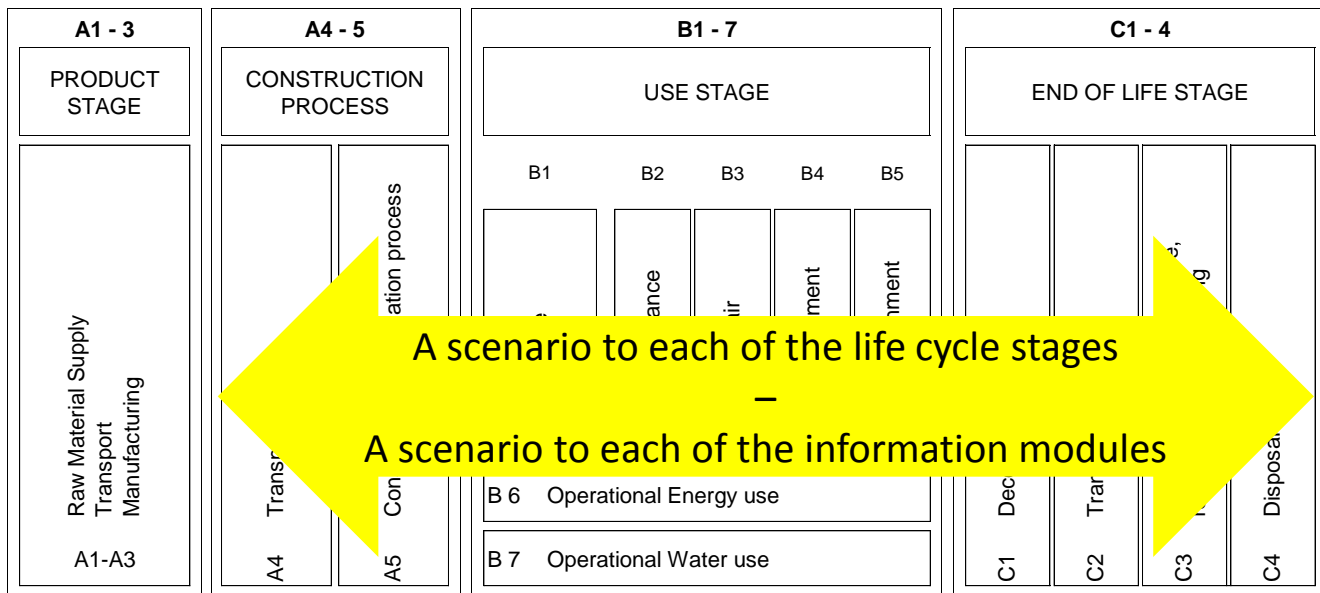 A1 - 3
PRODUCT
STAGE
Raw Material Supply
Transport
Manufacturing
A1-A3
A4 - 5
CONSTRUCTION
PROCESS
A4
A5 process
B1 - 7
USE STAGE
B1
B2
B3
B4
B5
B 6 Operational Energy use
B 7 Operational Water use
C1 - 4
END OF LIFE STAGE
C1
C2
C3
C4 Disposal
A scenario to each of the life cycle stages
–
A scenario to each of the information modules